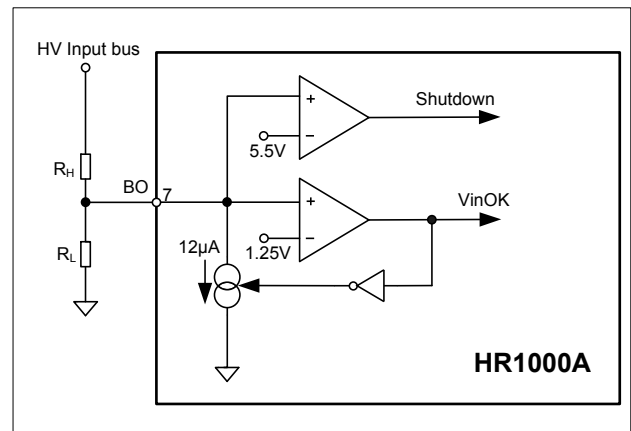 HV Input bus
Shutdown
+
−
5.5V
RH
BO
7
+
−
VinOK
1.25V
12µA
RL
HR1000A